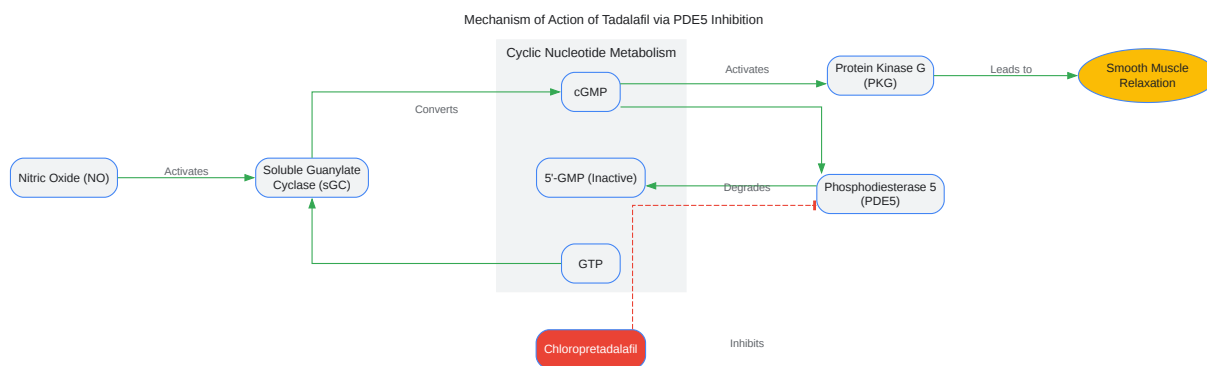 Mechanism of Action of Tadalafil via PDE5 Inhibition
Cyclic Nucleotide Metabolism
cGMP
Activates
Protein Kinase G
(PKG)
Leads to
Smooth Muscle
Relaxation
Converts
Nitric Oxide (NO)
Activates
Soluble Guanylate
Cyclase (sGC)
5'-GMP (Inactive)
Degrades
Phosphodiesterase 5
(PDE5)
GTP
Chloropretadalafil
Inhibits